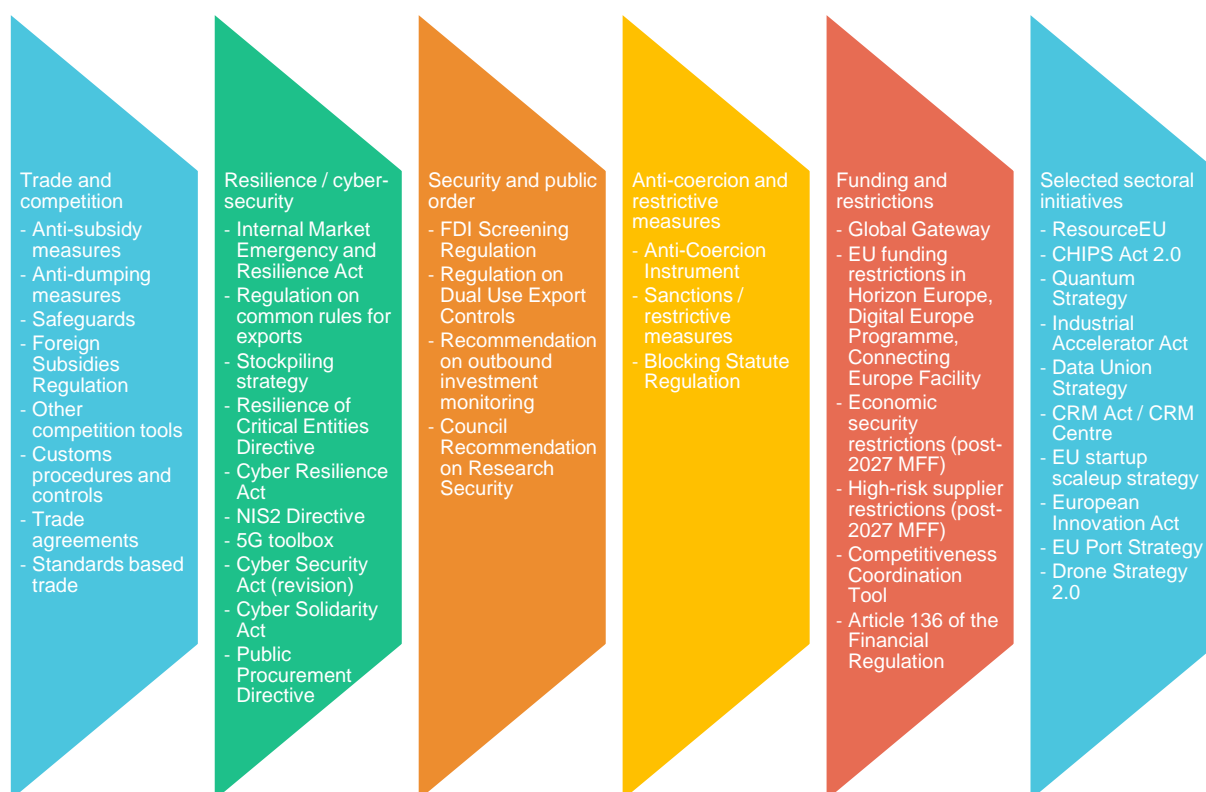 Trade and
competition
- Anti-subsidy
measures
- Anti-dumping
measures
- Safeguards
- Foreign
Subsidies
Regulation
- Other
competition tools
- Customs
procedures and
controls
- Trade
agreements
- Standards based
trade
Resilience / cyber-
security
- Internal Market
Emergency and
Resilience Act
- Regulation on
common rules for
exports
- Stockpiling
strategy
- Resilience of
Critical Entities
Directive
- Cyber Resilience
Act
- NIS2 Directive
- 5G toolbox
- Cyber Security
Act (revision)
- Cyber Solidarity
Act
- Public
Procurement
Directive
Security and public
order
- FDI Screening
Regulation
- Regulation on
Dual Use Export
Controls
- Recommendation
on outbound
investment
monitoring
- Council
Recommendation
on Research
Security
Anti-coercion and
restrictive
measures
- Anti-Coercion
Instrument
- Sanctions /
restrictive
measures
- Blocking Statute
Regulation
Funding and
restrictions
- Global Gateway
- EU funding
restrictions in
Horizon Europe,
Digital Europe
Programme,
Connecting
Europe Facility
- Economic
security
restrictions (post-
2027 MFF)
- High-risk supplier
restrictions (post-
2027 MFF)
- Competitiveness
Coordination
Tool
- Article 136 of the
Financial
Regulation
Selected sectoral
initiatives
- ResourceEU
- CHIPS Act 2.0
- Quantum
Strategy
- Industrial
Accelerator Act
- Data Union
Strategy
- CRM Act / CRM
Centre
- EU startup
scaleup strategy
- European
Innovation Act
- EU Port Strategy
- Drone Strategy
2.0